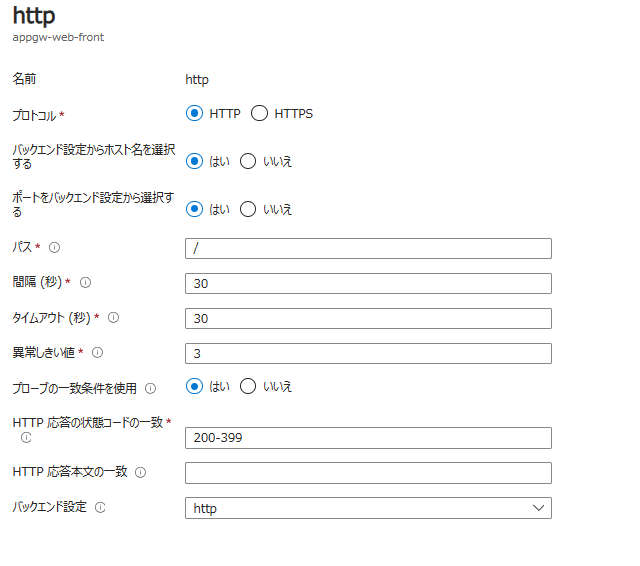 http
appgw-web-front
名前 http
プロトコル * HTTP HTTPS
バックエンド設定からホスト名を選択
する はい いいえ
ポートをバックエンド設定から選択す
る はい いいえ
パス * /
間隔 (秒) * 30
タイムアウト (秒) * 30
異常しきい値 * 3
プローブの一致条件を使用 はい いいえ
HTTP 応答の状態コードの一致 *
200-399
HTTP 応答本文の一致
バックエンド設定 http